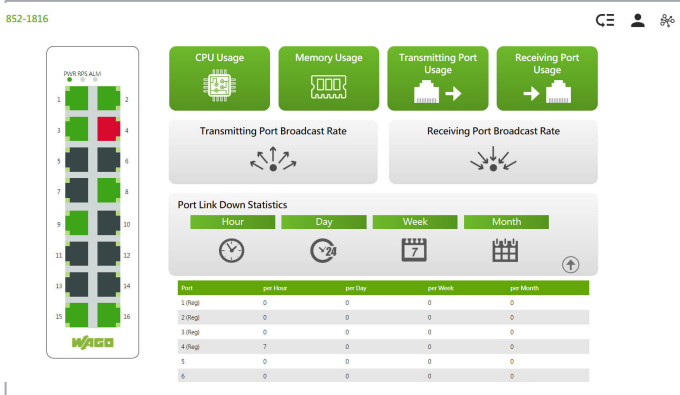 852-1816
PWR RPS ALM
1 2
3 4
5 6
7 8
9 10
11 12
13 14
15 16
WAGO
CPU Usage
Memory Usage
Transmitting Port
Usage
Receiving Port
Usage
Transmitting Port Broadcast Rate
Receiving Port Broadcast Rate
Port Link Down Statistics
Hour Day Week Month
24 7
Port per Hour per Day per Week per Month
1 (Reg) 0 0 0 0
2 (Reg) 0 0 0 0
3 (Reg) 0 0 0 0
4 (Reg) 7 0 0 0
5 0 0 0 0
6 0 0 0 0